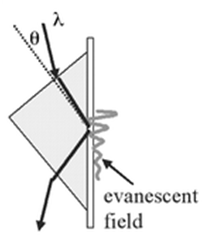 λ
θ
evanescent
field